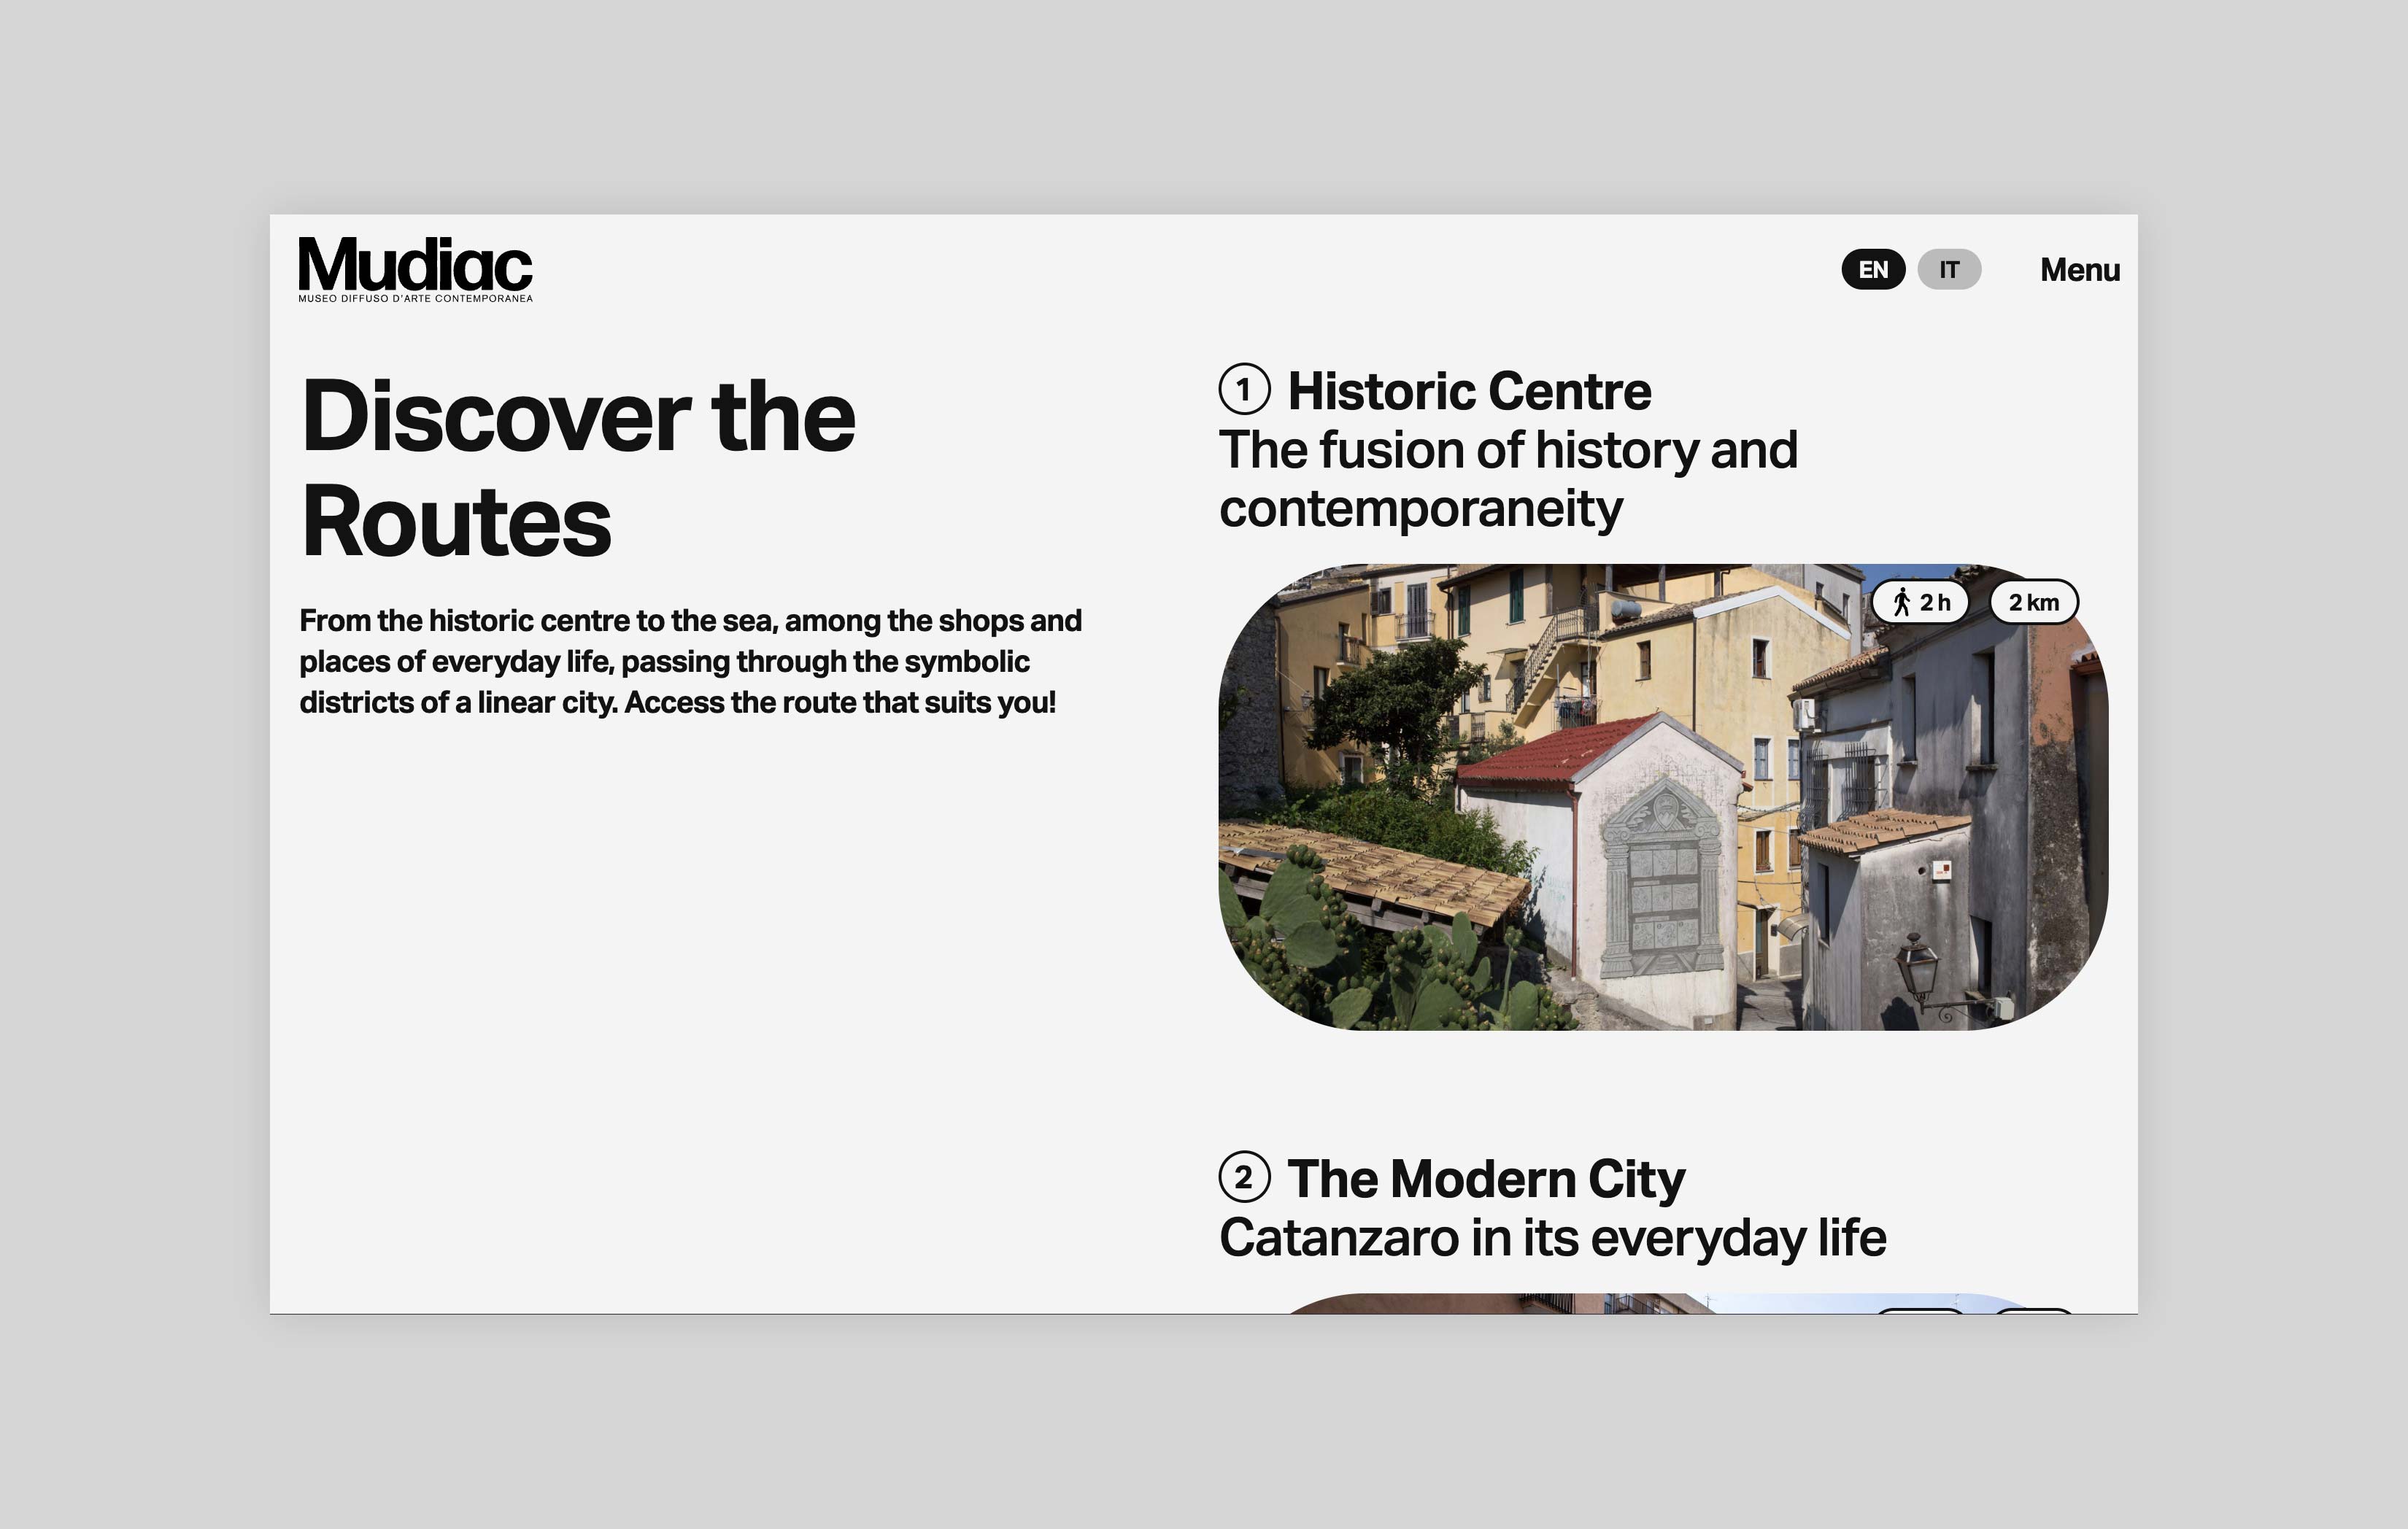 Mudiac
MUSEO DIFFUSO D'ARTE CONTEMPORANEA
EN
IT
Menu
Discover the
Routes
From the historic centre to the sea, among the shops and
places of everyday life, passing through the symbolic
districts of a linear city. Access the route that suits you!
1 Historic Centre
The fusion of history and
contemporaneity
2 h
2 km
2 The Modern City
Catanzaro in its everyday life